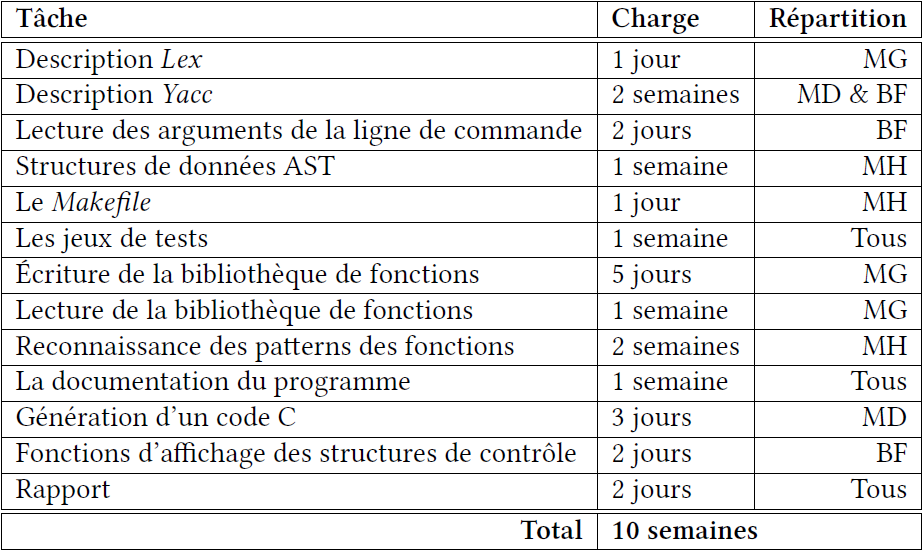 Tâche Charge Répartition
Description Lex 1 jour MG
Description Yacc 2 semaines MD & BF
Lecture des arguments de la ligne de commande 2 jours BF
Structures de données AST 1 semaine MH
Le Makefile 1 jour MH
Les jeux de tests 1 semaine Tous
Écriture de la bibliothèque de fonctions 5 jours MG
Lecture de la bibliothèque de fonctions 1 semaine MG
Reconnaissance des patterns des fonctions 2 semaines MH
La documentation du programme 1 semaine Tous
Génération d'un code C 3 jours MD
Fonctions d'affichage des structures de contrôle 2 jours BF
Rapport 2 jours Tous
Total 10 semaines